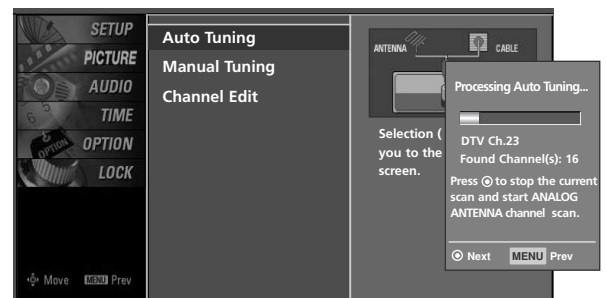 SETUP
PICTURE
AUDIO
TIME
OPTION
LOCK
Move MENU Prev
Auto Tuning
Manual Tuning
Channel Edit
ANTENNA CABLE
Selection (
you to the
screen.
Processing Auto Tuning...
DTV Ch.23
Found Channel(s): 16
Press ⊙ to stop the current
scan and start ANALOG
ANTENNA channel scan.
⊙ Next MENU Prev